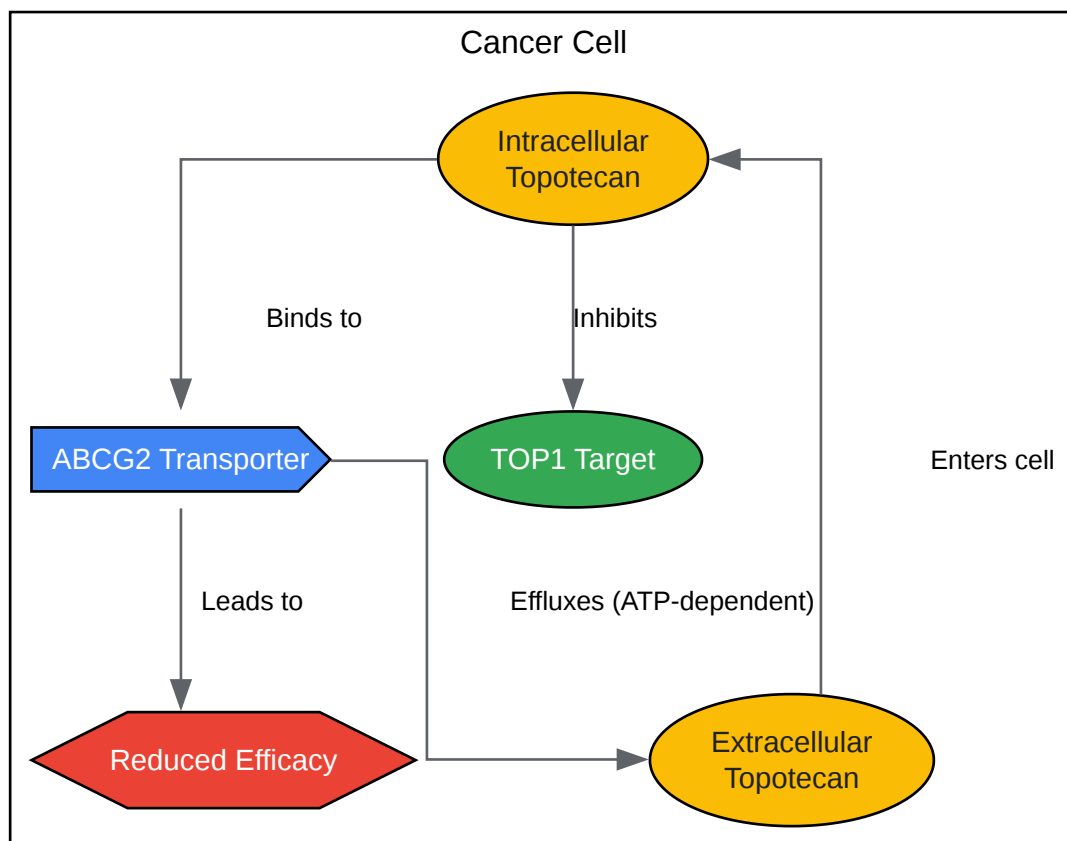 Cancer Cell
Intracellular
Topotecan
Binds to
Inhibits
ABCG2 Transporter
TOP1 Target
Enters cell
Leads to
Effluxes (ATP-dependent)
Reduced Efficacy
Extracellular
Topotecan